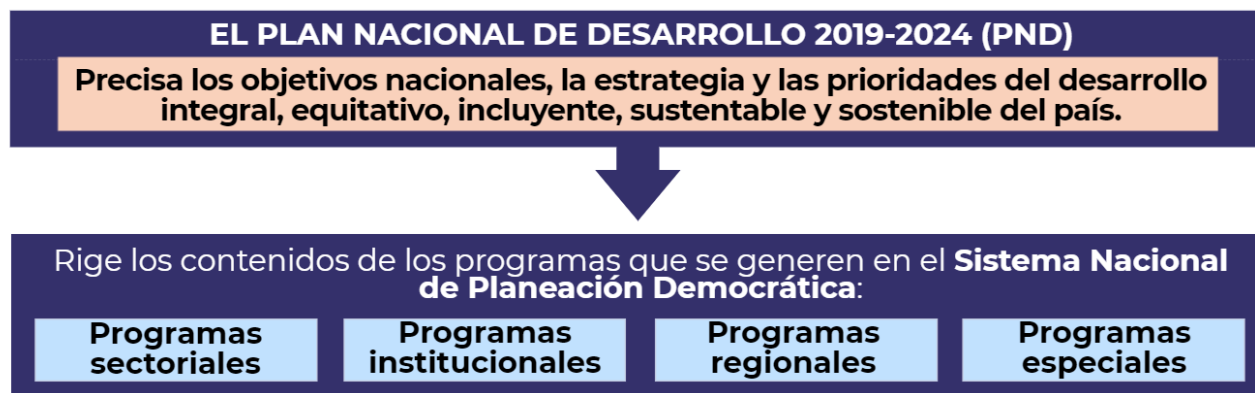 EL PLAN NACIONAL DE DESARROLLO 2019-2024 (PND)
Precisa los objetivos nacionales, la estrategia y las prioridades del desarrollo
integral, equitativo, incluyente, sustentable y sostenible del país.
Rige los contenidos de los programas que se generen en el Sistema Nacional
de Planeación Democrática:
Programas
sectoriales
Programas
institucionales
Programas
regionales
Programas
especiales